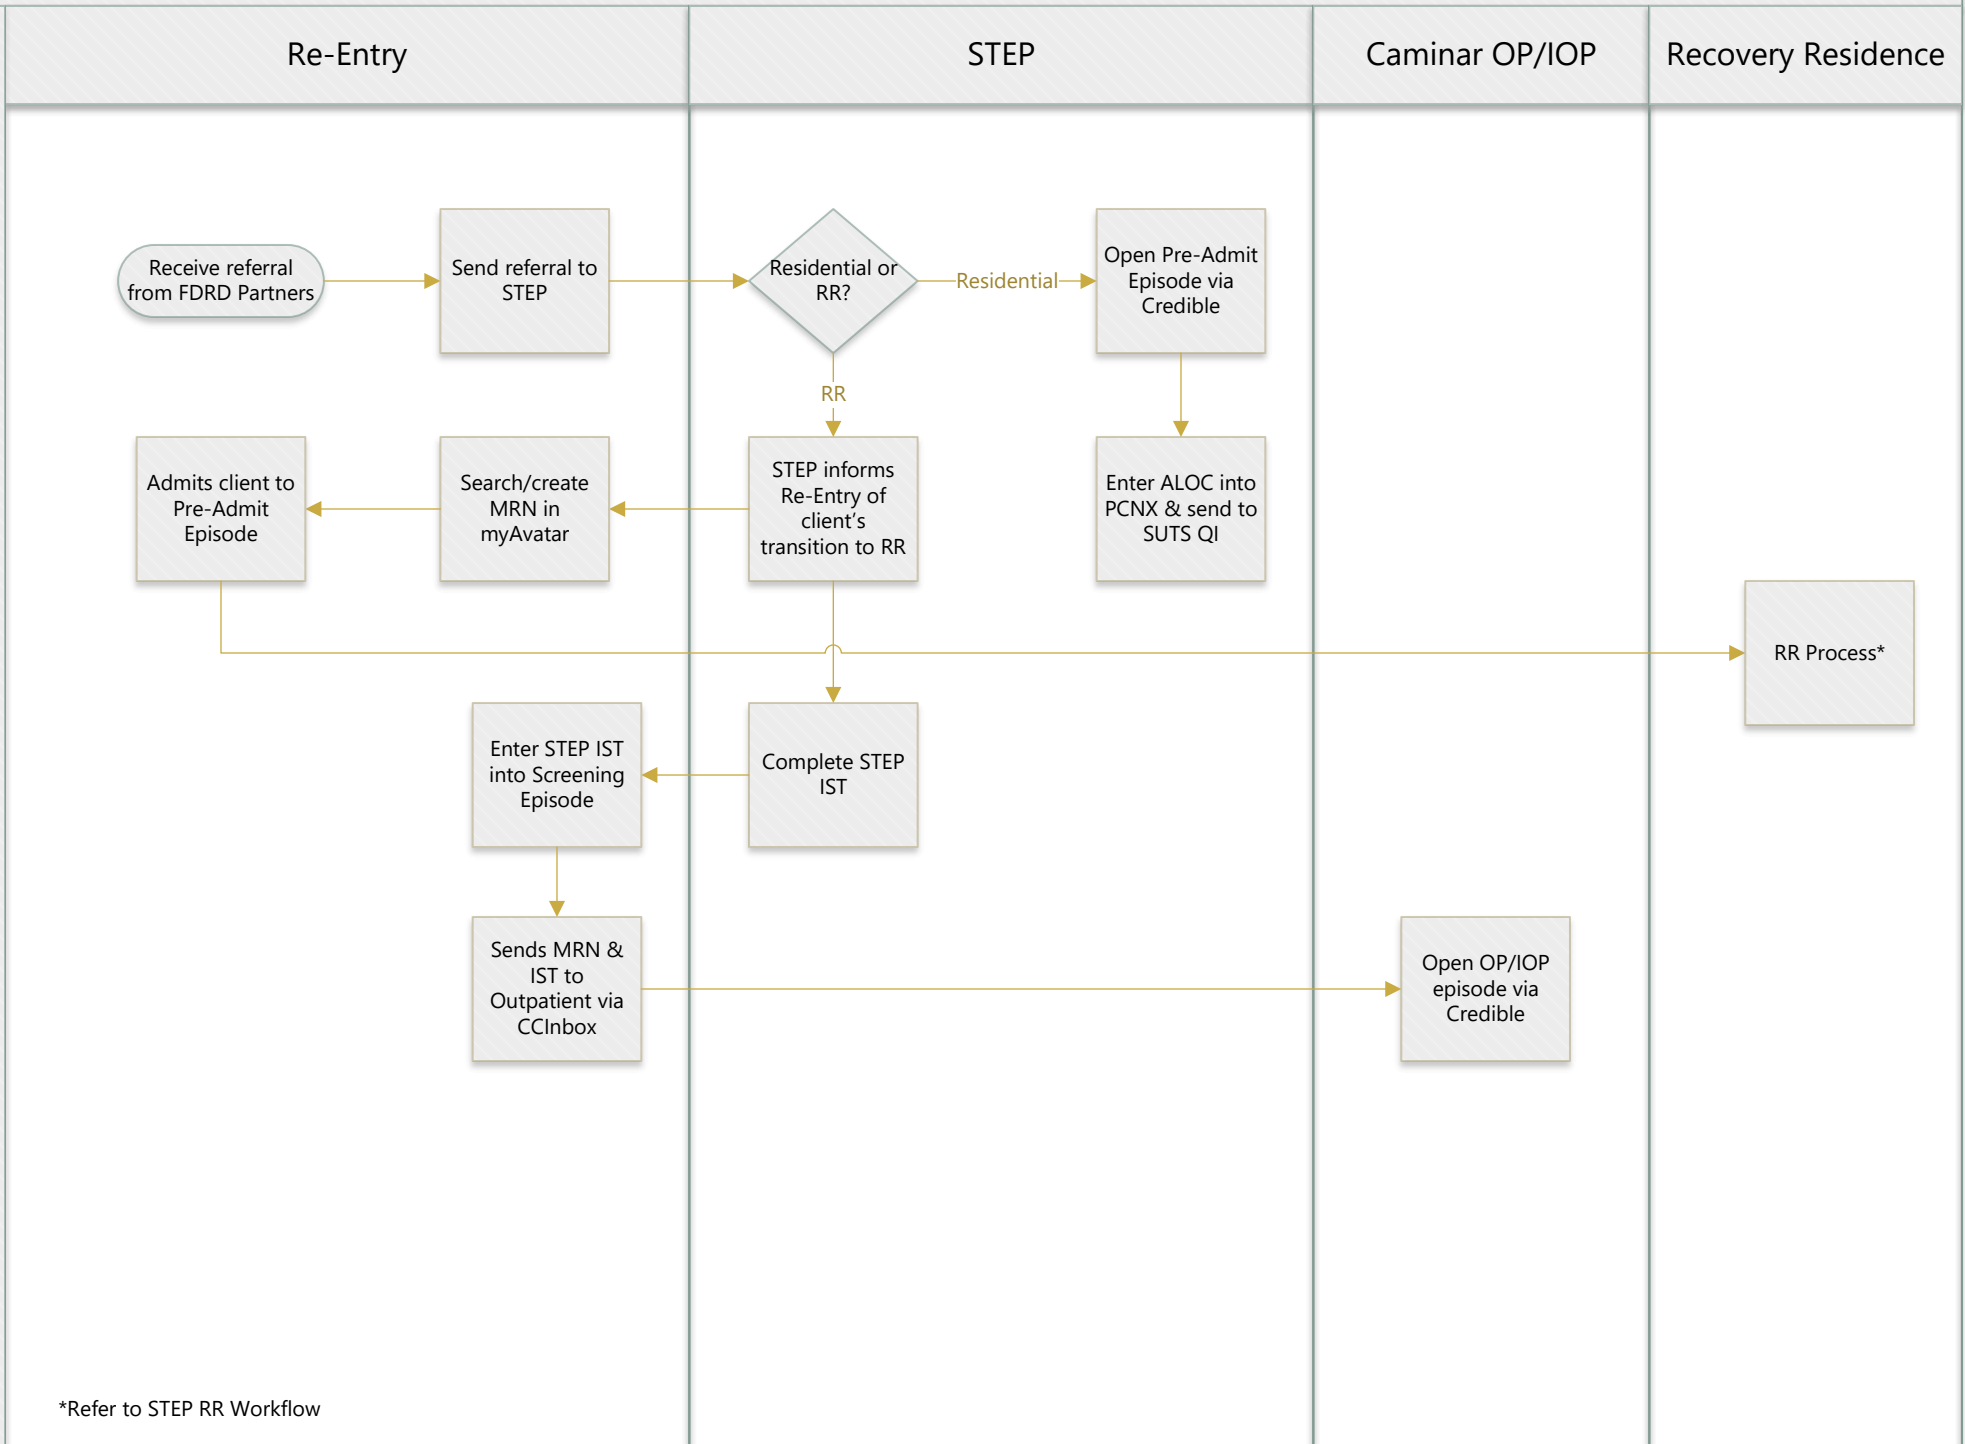 Re-Entry
STEP
Caminar OP/IOP
Recovery Residence
Receive referral
from FDRD Partners
Send referral to
STEP
Residential or
RR?
Residential
Open Pre-Admit
Episode via
Credible
RR
Admits client to
Pre-Admit
Episode
Search/create
MRN in
myAvatar
STEP informs
Re-Entry of
client’s
transition to RR
Enter ALOC into
PCNX & send to
SUTS QI
RR Process*
Enter STEP IST
into Screening
Episode
Complete STEP
IST
Sends MRN &
IST to
Outpatient via
CCInbox
Open OP/IOP
episode via
Credible
*Refer to STEP RR Workflow